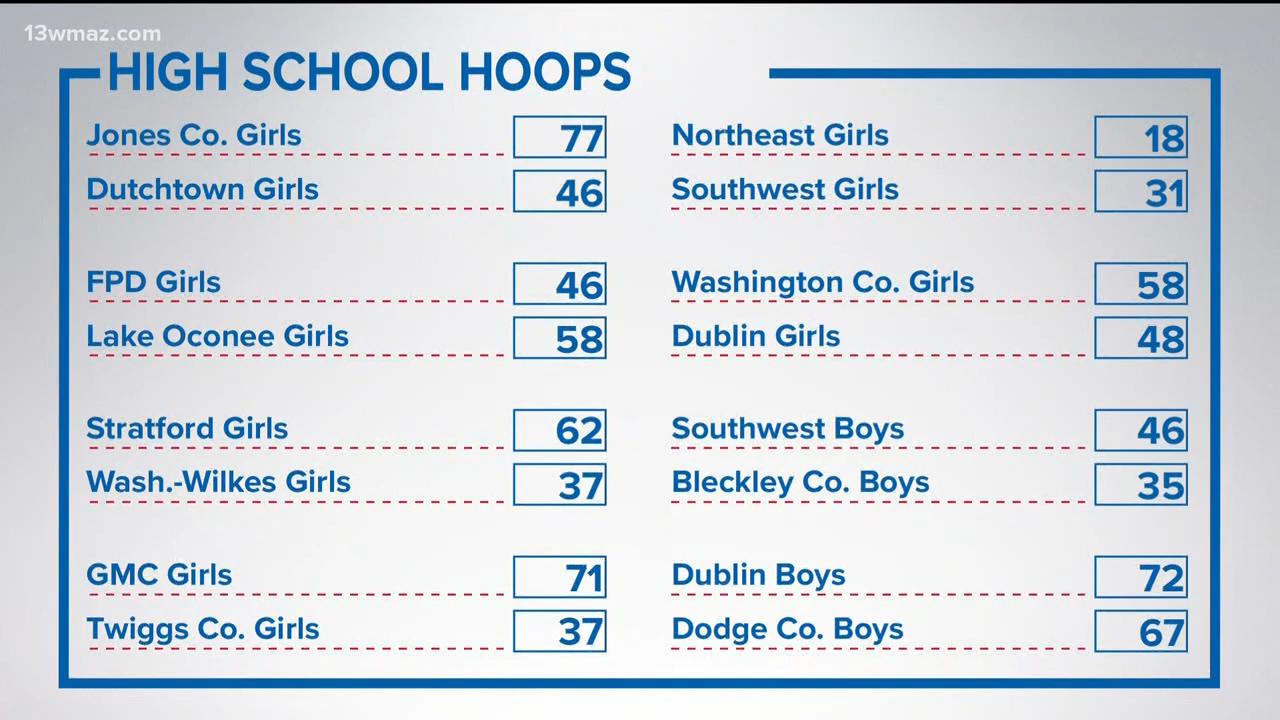 13wmaz.com
HIGH SCHOOL HOOPS
Jones Co. Girls 77
Dutchtown Girls 46
FPD Girls 46
Lake Oconee Girls 58
Stratford Girls 62
Wash.-Wilkes Girls 37
GMC Girls 71
Twiggs Co. Girls 37
Northeast Girls 18
Southwest Girls 31
Washington Co. Girls 58
Dublin Girls 48
Southwest Boys 46
Bleckley Co. Boys 35
Dublin Boys 72
Dodge Co. Boys 67